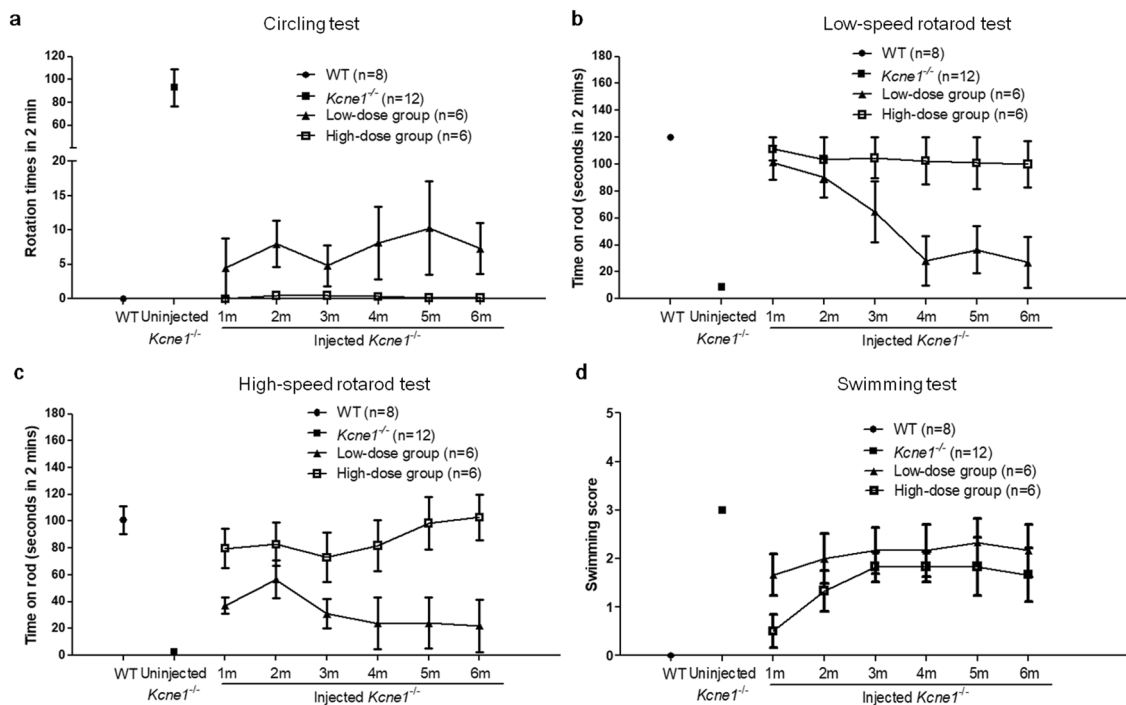 a
Circling test
Rotation times in 2 min
120
100
80
60
20
15
10
5
0
WT (n=8)
Kcne1⁻/⁻ (n=12)
Low-dose group (n=6)
High-dose group (n=6)
WT Uninjected 1m 2m 3m 4m 5m 6m
Kcne1⁻/⁻ Injected Kcne1⁻/⁻
b
Low-speed rotarod test
Time on rod (seconds in 2 min)
180
160
140
120
100
80
60
40
20
0
WT (n=8)
Kcne1⁻/⁻ (n=12)
Low-dose group (n=6)
High-dose group (n=6)
WT Uninjected 1m 2m 3m 4m 5m 6m
Kcne1⁻/⁻ Injected Kcne1⁻/⁻
c
High-speed rotarod test
Time on rod (seconds in 2 mins)
180
160
140
120
100
80
60
40
20
0
WT (n=8)
Kcne1⁻/⁻ (n=12)
Low-dose group (n=6)
High-dose group (n=6)
WT Uninjected 1m 2m 3m 4m 5m 6m
Kcne1⁻/⁻ Injected Kcne1⁻/⁻
d
Swimming test
Swimming score
5
4
3
2
1
0
WT (n=8)
Kcne1⁻/⁻ (n=12)
Low-dose group (n=6)
High-dose group (n=6)
WT Uninjected 1m 2m 3m 4m 5m 6m
Kcne1⁻/⁻ Injected Kcne1⁻/⁻